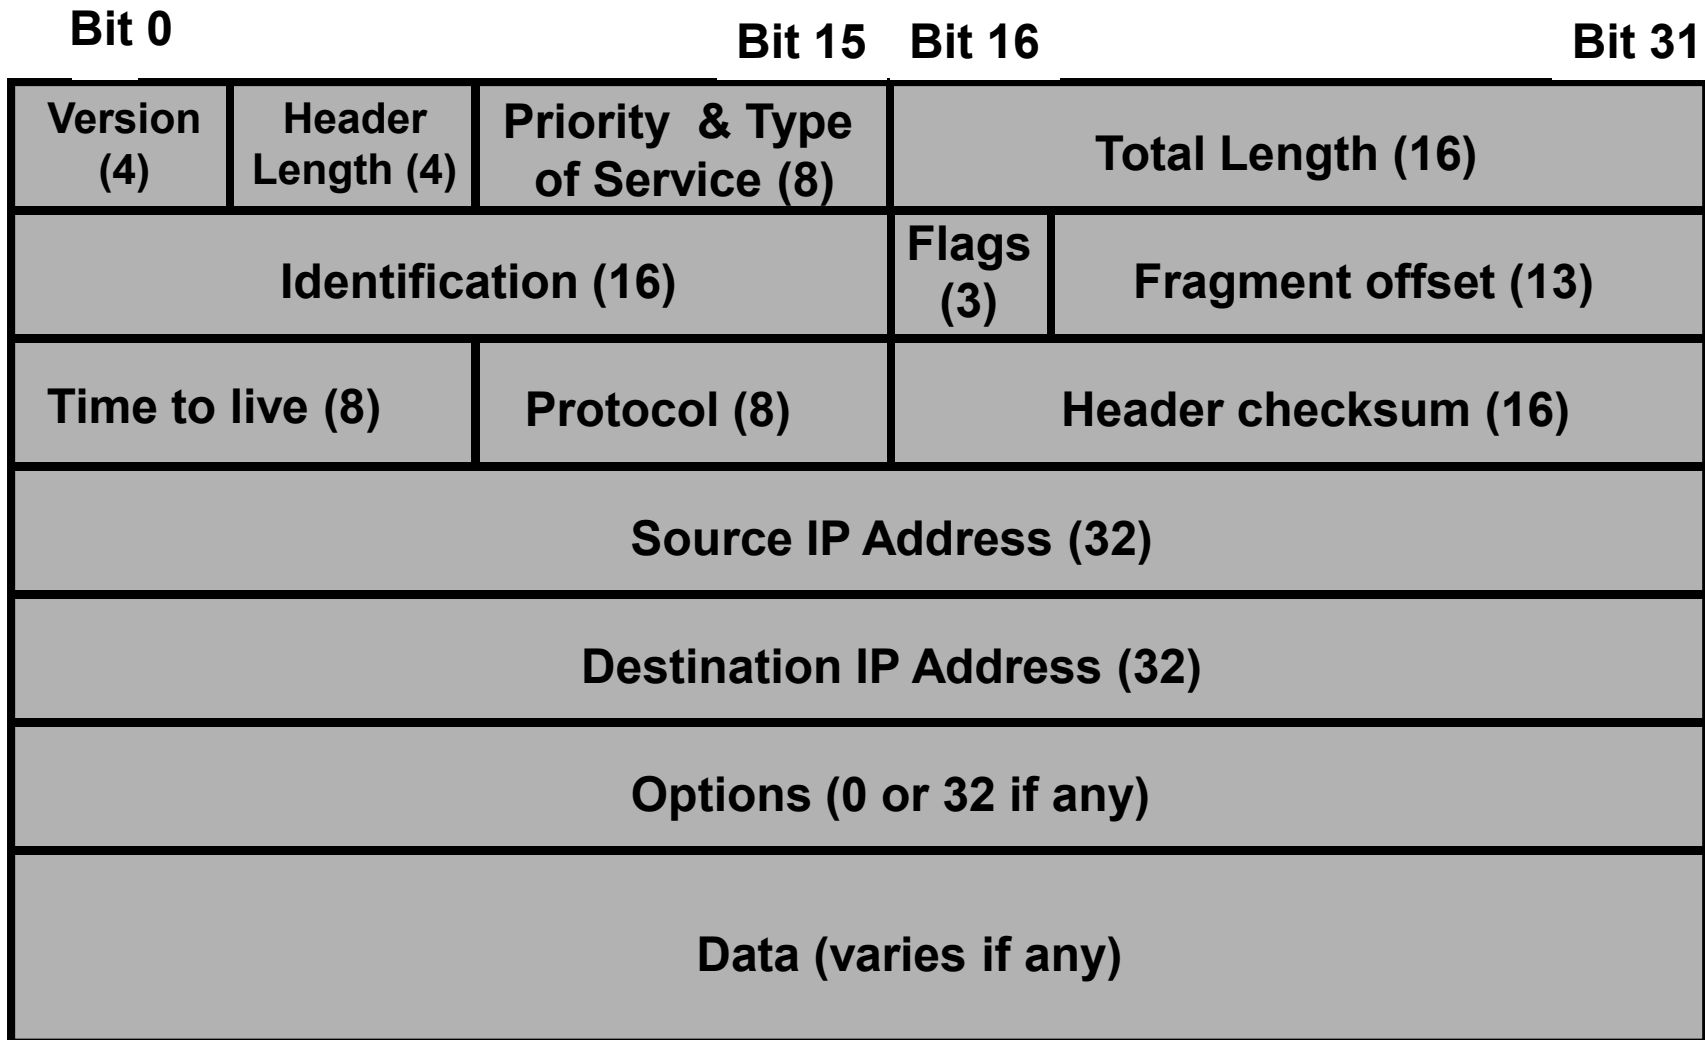 Bit 0
Bit 15
Bit 16
Bit 31
Version
(4)
Header
Length (4)
Priority & Type
of Service (8)
Total Length (16)
Identification (16)
Flags
(3)
Fragment offset (13)
Time to live (8)
Protocol (8)
Header checksum (16)
Source IP Address (32)
Destination IP Address (32)
Options (0 or 32 if any)
Data (varies if any)